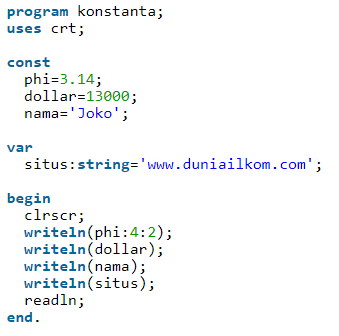 program konstanta;
uses crt;
const
phi=3.14;
dollar=13000;
nama='Joko';
var
situs:string='www.duniailkom.com';
begin
clrscr;
writeln(phi:4:2);
writeln(dollar);
writeln(nama);
writeln(situs);
readln;
end.